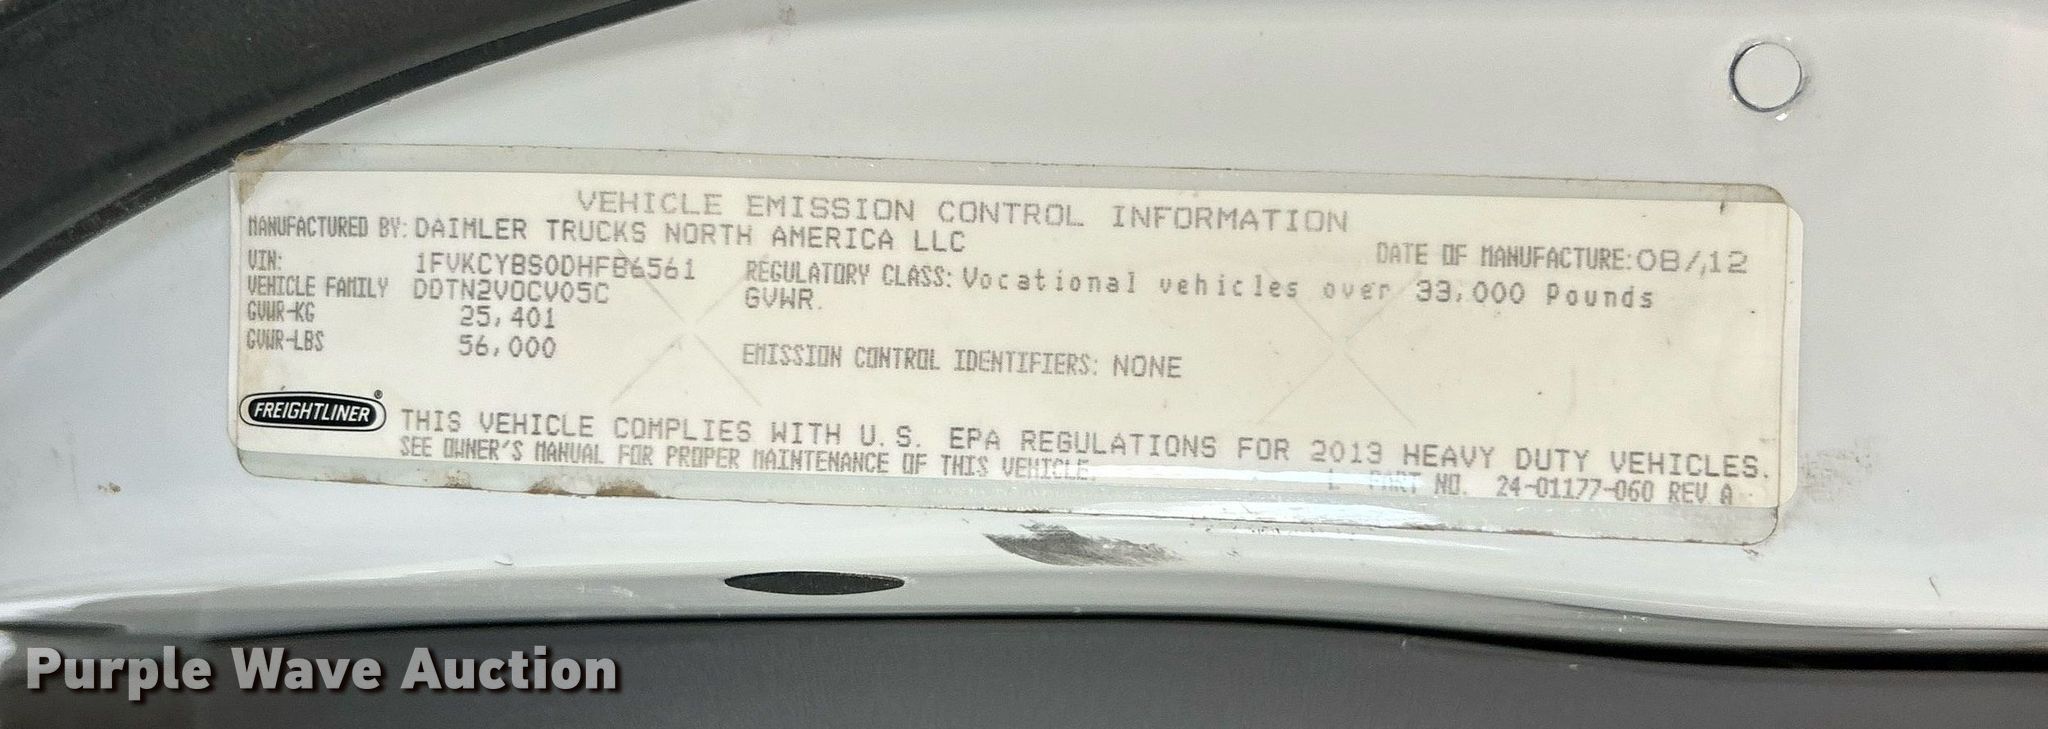 VEHICLE EMISSION CONTROL INFORMATION
MANUFACTURED BY: DAIMLER TRUCKS NORTH AMERICA LLC
DATE OF MANUFACTURE: 08/12
VIN: 1FVKCYBS0DHFB6561
VEHICLE FAMILY DDTN2VOCV05C
GVWR-KG 25,401
GVWR-LBS 56,000
REGULATORY CLASS: Vocational vehicles over 33,000 Pounds
GVWR.
EMISSION CONTROL IDENTIFIERS: NONE
FREIGHTLINER®
THIS VEHICLE COMPLIES WITH U.S. EPA REGULATIONS FOR 2013 HEAVY DUTY VEHICLES.
SEE OWNER'S MANUAL FOR PROPER MAINTENANCE OF THIS VEHICLE.
PART NO. 24-01177-060 REV A
Purple Wave Auction